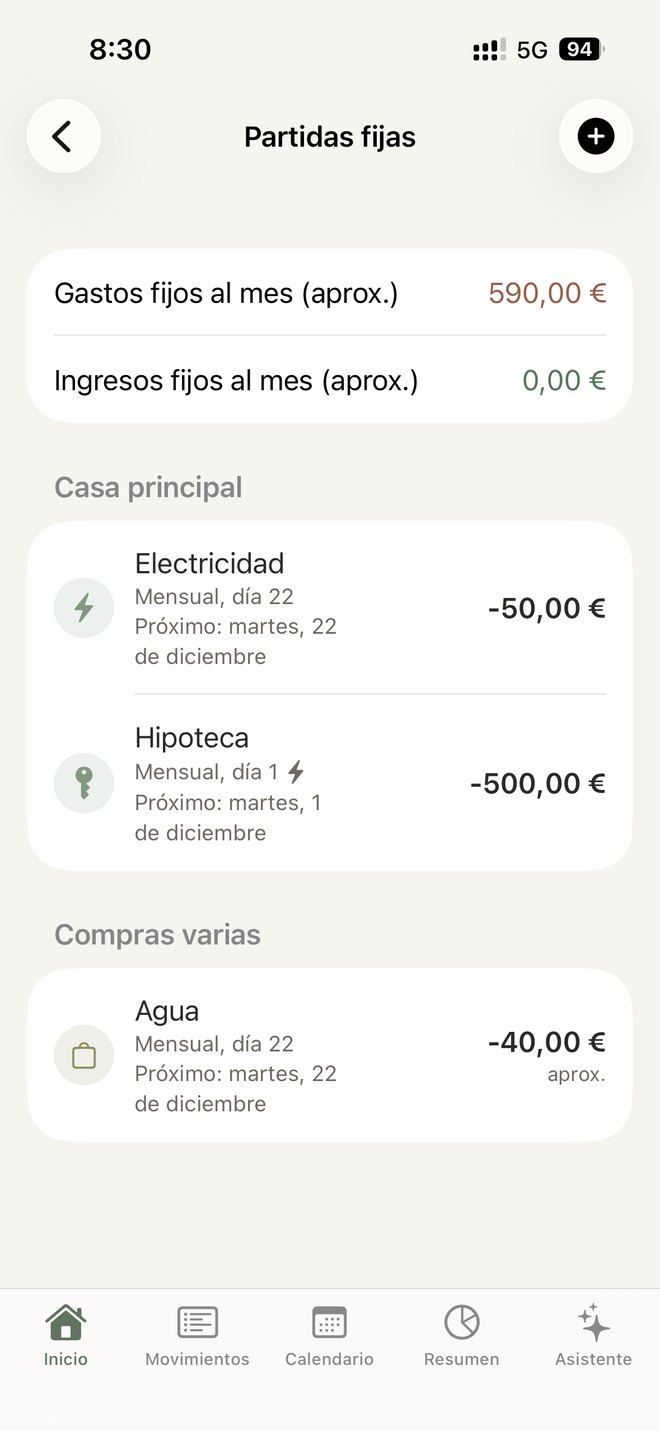 8:30
5G 94
Partidas fijas
Gastos fijos al mes (aprox.) 590,00 €
Ingresos fijos al mes (aprox.) 0,00 €
Casa principal
Electricidad
Mensual, día 22
Próximo: martes, 22
de diciembre
-50,00 €
Hipoteca
Mensual, día 1
Próximo: martes, 1
de diciembre
-500,00 €
Compras varias
Agua
Mensual, día 22
Próximo: martes, 22
de diciembre
-40,00 €
aprox.
Inicio Movimientos Calendario Resumen Asistente